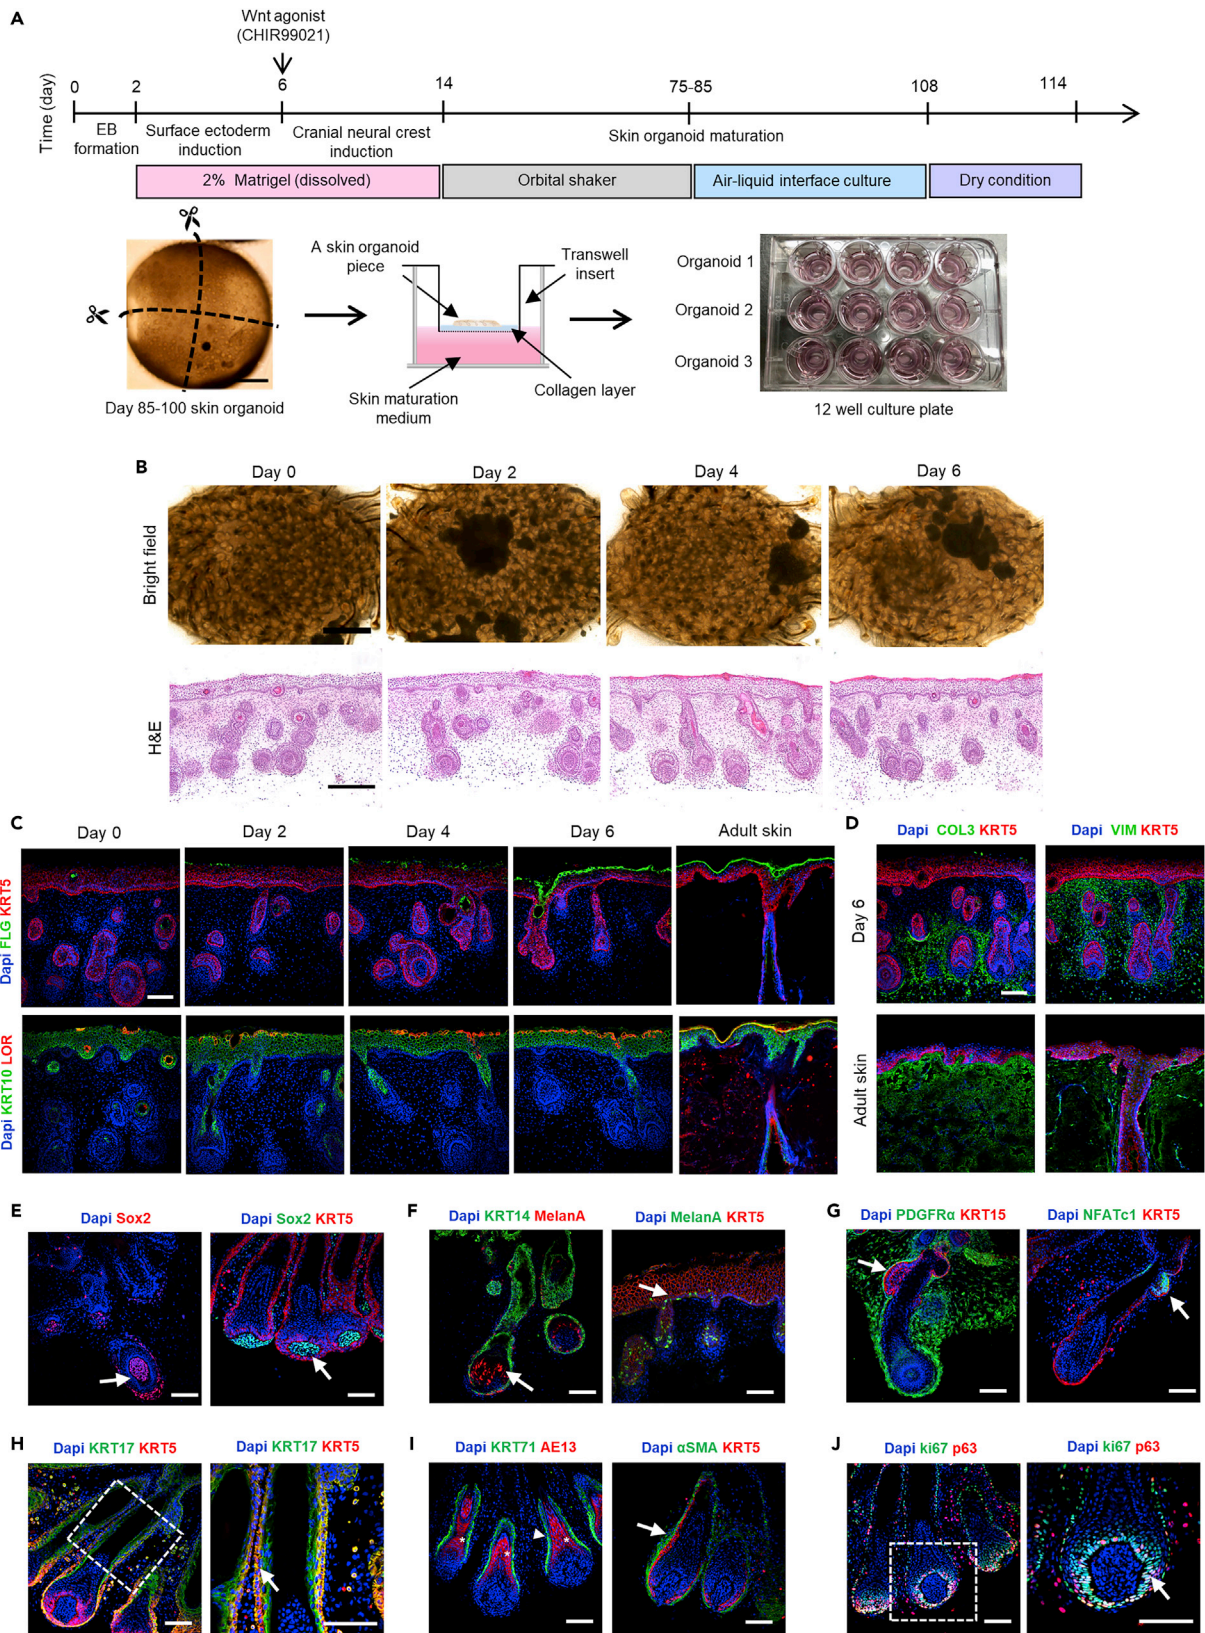 A
Wnt agonist
(CHIR99021)
Time (day)
0
2
6
14
75-85
108
114
EB
formation
Surface ectoderm
induction
Cranial neural crest
induction
Skin organoid maturation
2% Matrigel (dissolved)
Orbital shaker
Air-liquid interface culture
Dry condition
A skin organoid
piece
Transwell
insert
Skin maturation
medium
Collagen layer
Day 85-100 skin organoid
Organoid 1
Organoid 2
Organoid 3
12 well culture plate
B
Day 0
Day 2
Day 4
Day 6
Bright field
H&E
C
Day 0
Day 2
Day 4
Day 6
Adult skin
Dapi FLG KRT5
Dapi KRT10 LOR
D
Dapi COL3 KRT5
Dapi VIM KRT5
Day 6
Adult skin
E
Dapi Sox2
Dapi Sox2 KRT5
F
Dapi KRT14 MelanA
Dapi MelanA KRT5
G
Dapi PDGFRα KRT15
Dapi NFATc1 KRT5
H
Dapi KRT17 KRT5
Dapi KRT17 KRT5
I
Dapi KRT71 AE13
Dapi αSMA KRT5
J
Dapi ki67 p63
Dapi ki67 p63